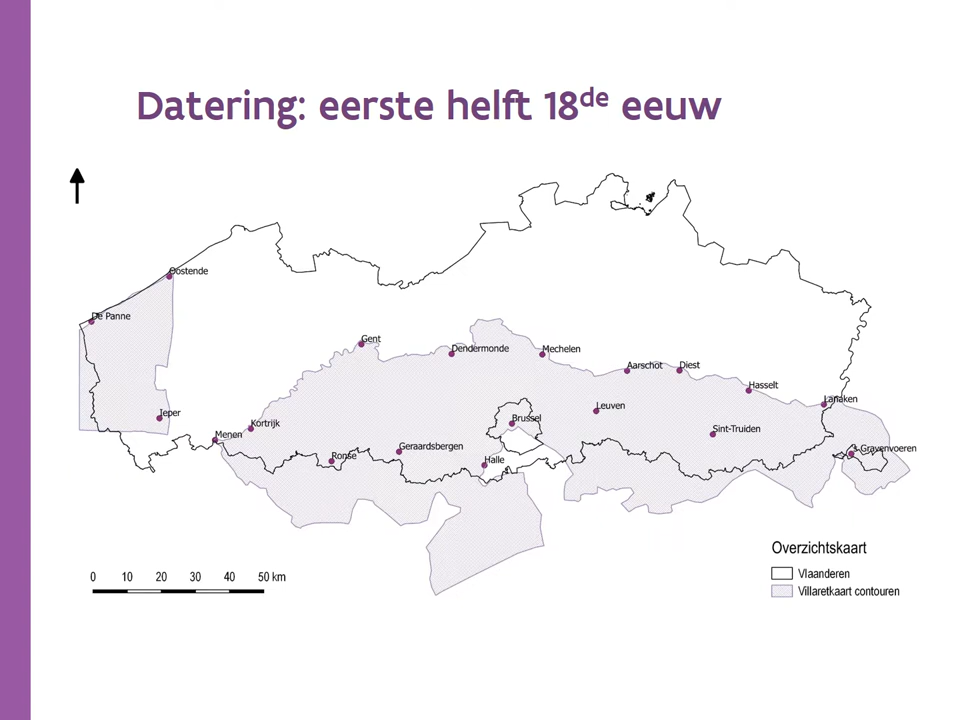 Datering: eerste helft 18de eeuw
Oostende
De Panne
Gent
Dendermonde
Mechelen
Aarschot
Diest
Hasselt
Lanaken
Ieper
Menen
Kortrijk
Brussel
Leuven
Sint-Truiden
Ronse
Geraardsbergen
Halle
's Gravenvoeren
Overzichtskaart
Vlaanderen
Villaretkaart contouren
0 10 20 30 40 50 km